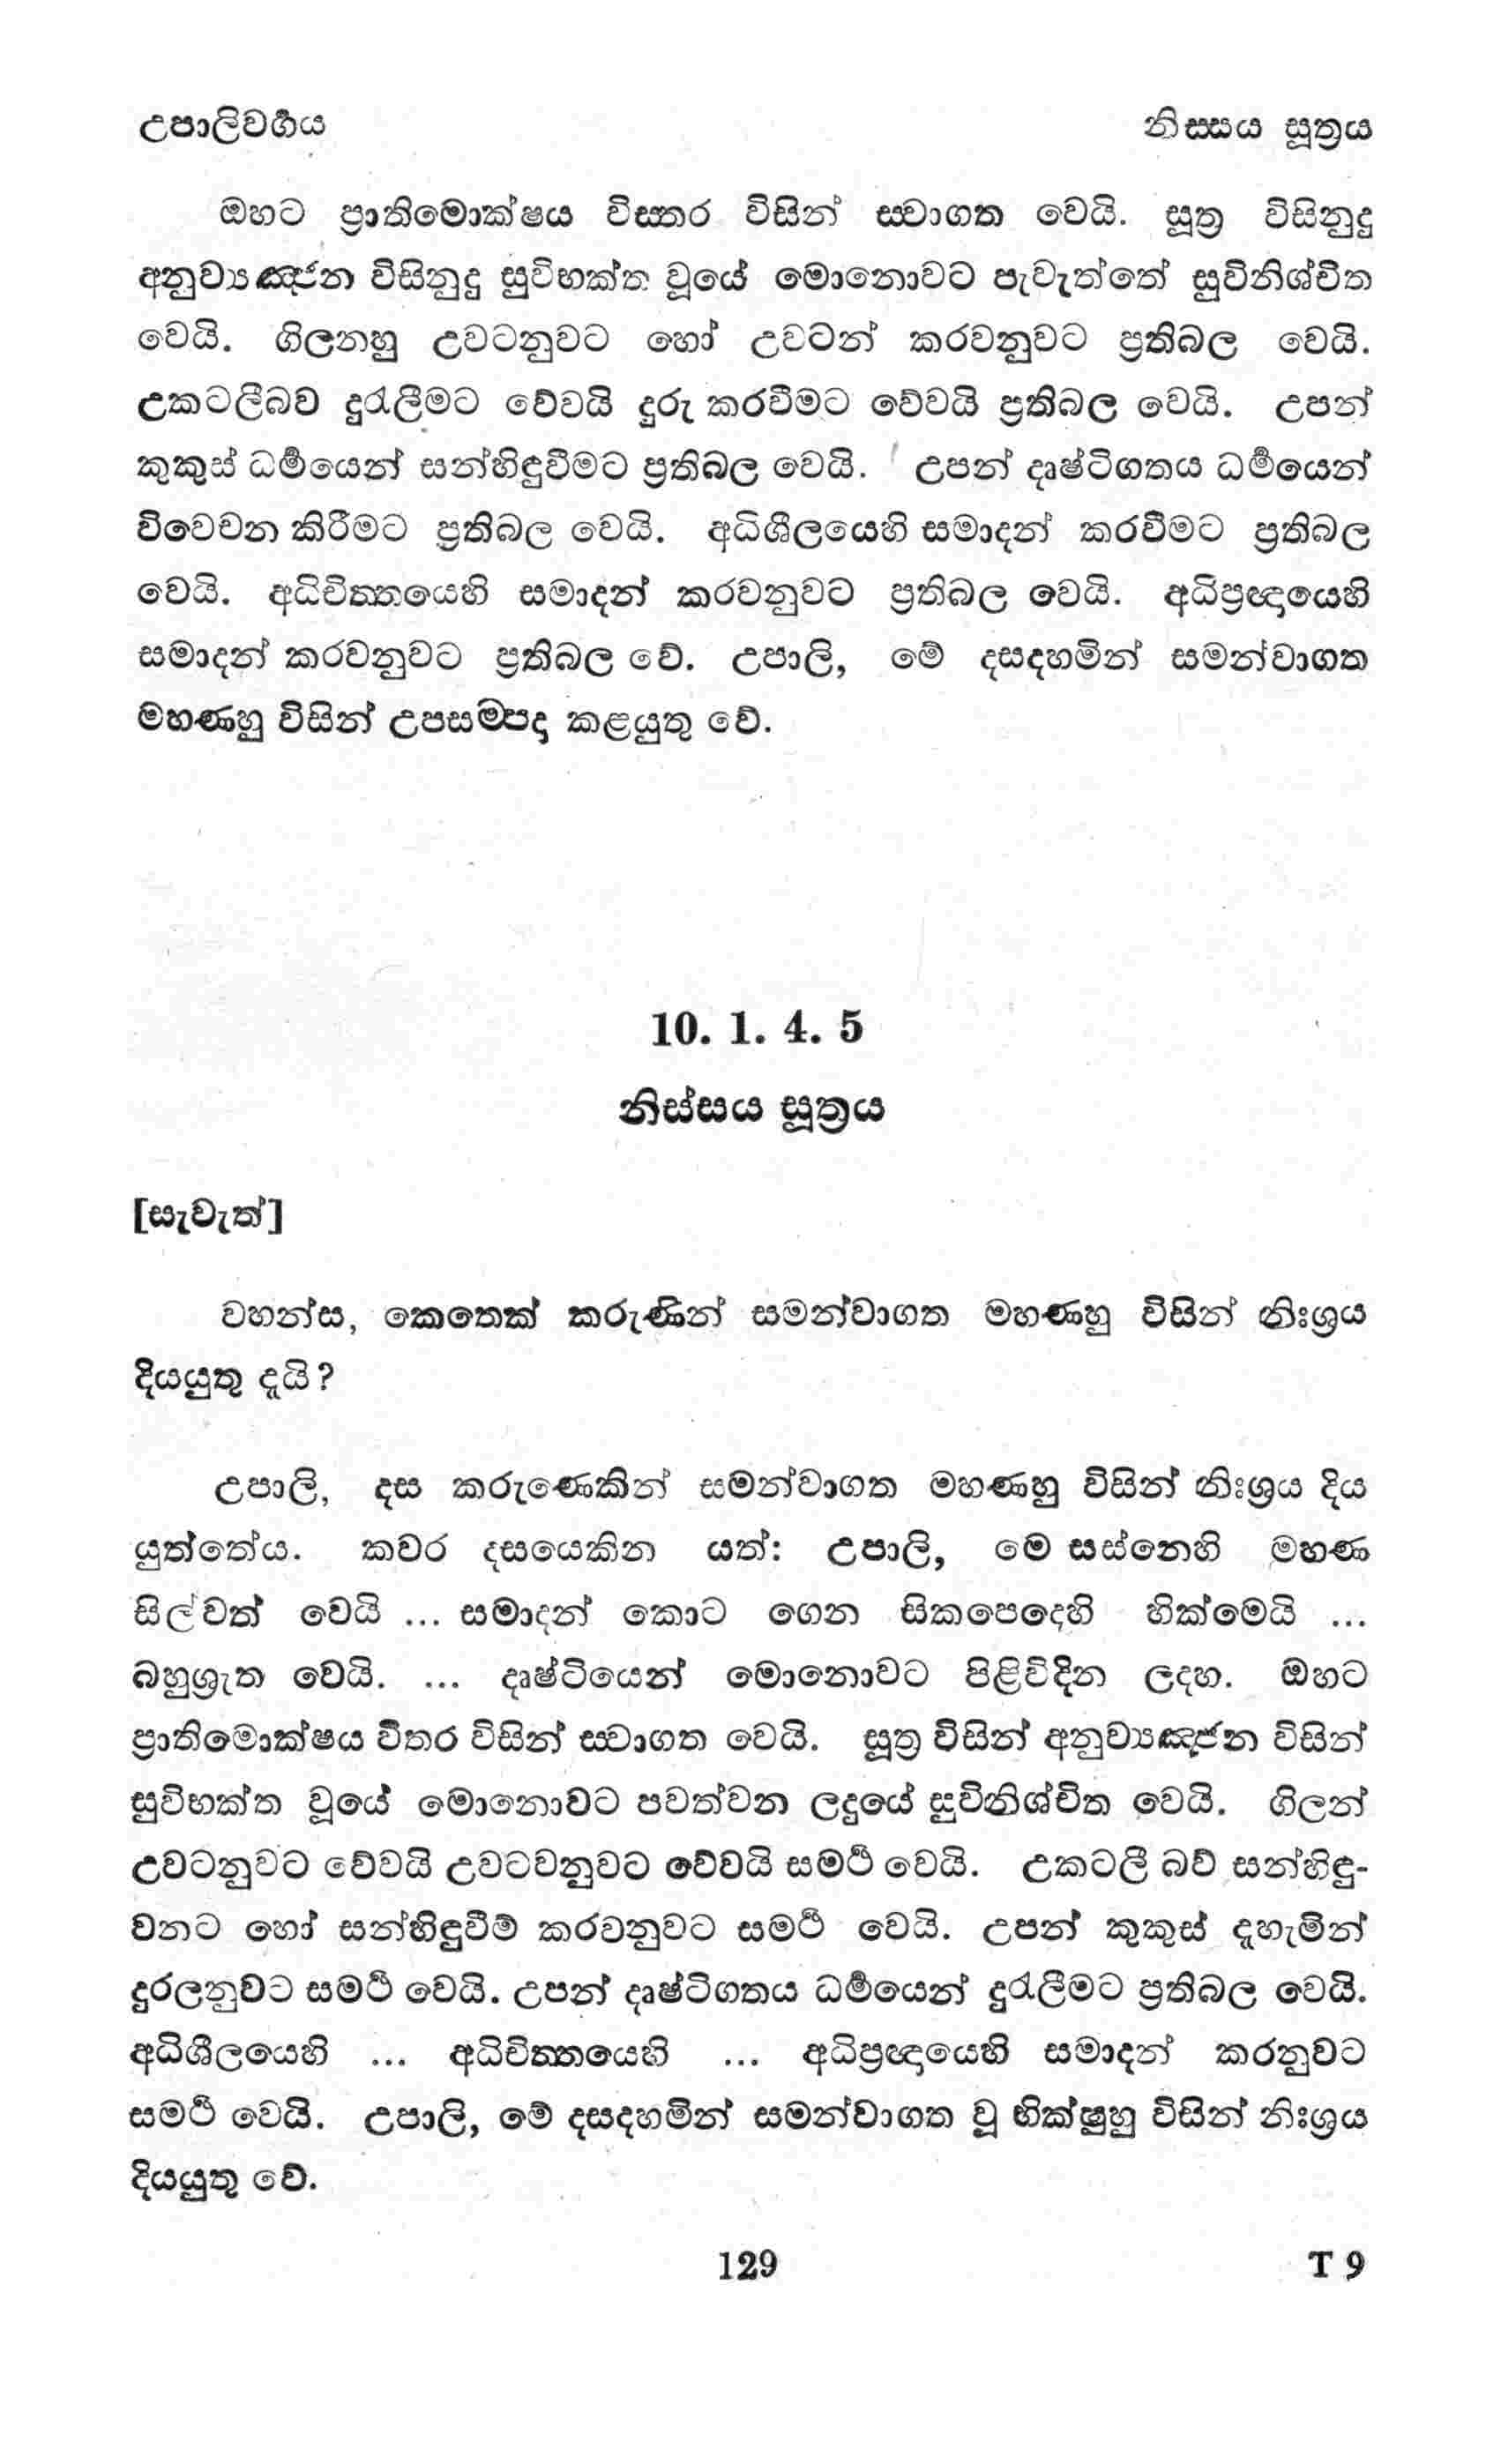 උපාලිවර්‍ගය නිස්සය සූත්‍රය
ඔහට ප්‍රාතිමොක්ෂය විස්තර විසින් ස්වාගත වෙයි. සූත්‍ර විසිනුදු
අනුව්‍යඤ්ජන විසිනුදු සුවිභක්ත වූයේ මොනොවට පැවැත්තේ සුවිනිශ්චිත
වෙයි. ගිලනහු උවටනුවට හෝ උවටන් කරවනුවට ප්‍රතිබල වෙයි.
උකටලීබව දුරැලීමට වේවයි දුරු කරවීමට වේවයි ප්‍රතිබල වෙයි. උපන්
කුකුස් ධර්‍මයෙන් සන්හිඳුවීමට ප්‍රතිබල වෙයි. උපන් දෘෂ්ටිගතය ධර්‍මයෙන්
විවෙචන කිරීමට ප්‍රතිබල වෙයි. අධිශීලයෙහි සමාදන් කරවීමට ප්‍රතිබල
වෙයි. අධිචිත්තයෙහි සමාදන් කරවනුවට ප්‍රතිබල වෙයි. අධිප්‍රඥායෙහි
සමාදන් කරවනුවට ප්‍රතිබල වේ. උපාලි, මේ දසදහමින් සමන්වාගත
මහණහු විසින් උපසම්පදා කළයුතු වේ.
10. 1. 4. 5
නිස්සය සූත්‍රය
[සැවැත්]
වහන්ස, කෙතෙක් කරුණින් සමන්වාගත මහණහු විසින් නිඃශ්‍රය
දියයුතු දැයි?
උපාලි, දස කරුණෙකින් සමන්වාගත මහණහු විසින් නිඃශ්‍රය දිය
යුත්තේය. කවර දසයෙකින යත්: උපාලි, මෙ සස්නෙහි මහණ
සිල්වත් වෙයි ... සමාදන් කොට ගෙන සිකපෙදෙහි හික්මෙයි ...
බහුශ්‍රැත වෙයි. ... දෘෂ්ටියෙන් මොනොවට පිළිවිදින ලදහ. ඔහට
ප්‍රාතිමොක්ෂය විතර විසින් ස්වාගත වෙයි. සූත්‍ර විසින් අනුව්‍යඤ්ජන විසින්
සුවිභක්ත වූයේ මොනොවට පවත්වන ලදුයේ සුවිනිශ්චිත වෙයි. ගිලන්
උවටනුවට වේවයි උවටවනුවට වේවයි සමර්‍ථ වෙයි. උකටලී බව් සන්හිඳු-
වනට හෝ සන්හිඳුවීම් කරවනුවට සමර්‍ථ වෙයි. උපන් කුකුස් දැහැමින්
දුරලනුවට සමර්‍ථ වෙයි. උපන් දෘෂ්ටිගතය ධර්‍මයෙන් දුරැලීමට ප්‍රතිබල වෙයි.
අධිශීලයෙහි ... අධිචිත්තයෙහි ... අධිප්‍රඥායෙහි සමාදන් කරනුවට
සමර්‍ථ වෙයි. උපාලි, මේ දසදහමින් සමන්වාගත වූ භික්ෂුහු විසින් නිඃශ්‍රය
දියයුතු වේ.
129 T 9